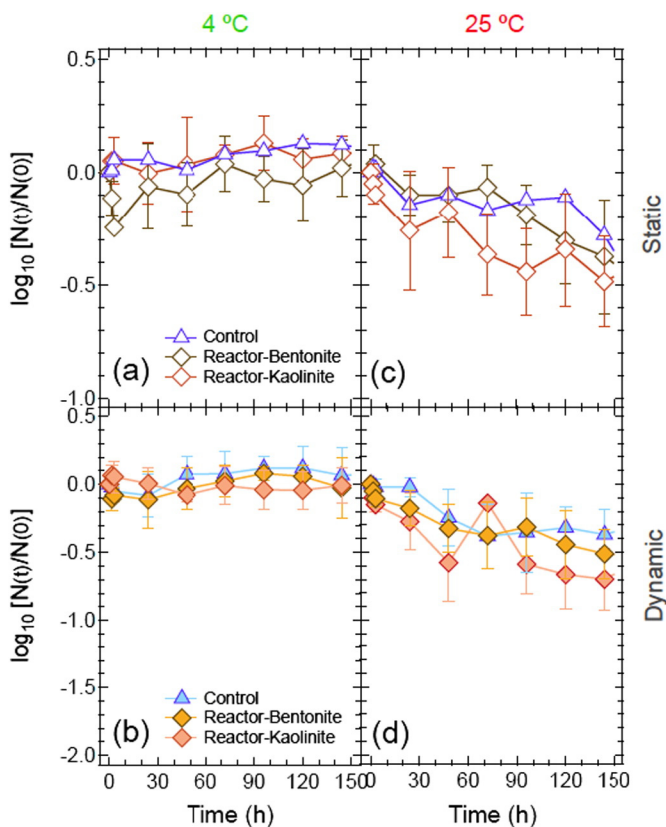 4 ºC
25 ºC
0.5
0.0
-0.5
-1.0
log10 [N(t)/N(0)]
Control
Reactor-Bentonite
Reactor-Kaolinite
(a)
(c)
Static
0.5
0.0
-0.5
-1.0
-1.5
-2.0
log10 [N(t)/N(0)]
Control
Reactor-Bentonite
Reactor-Kaolinite
(b)
(d)
Dynamic
0 30 60 90 120 150
0 30 60 90 120 150
Time (h)
Time (h)